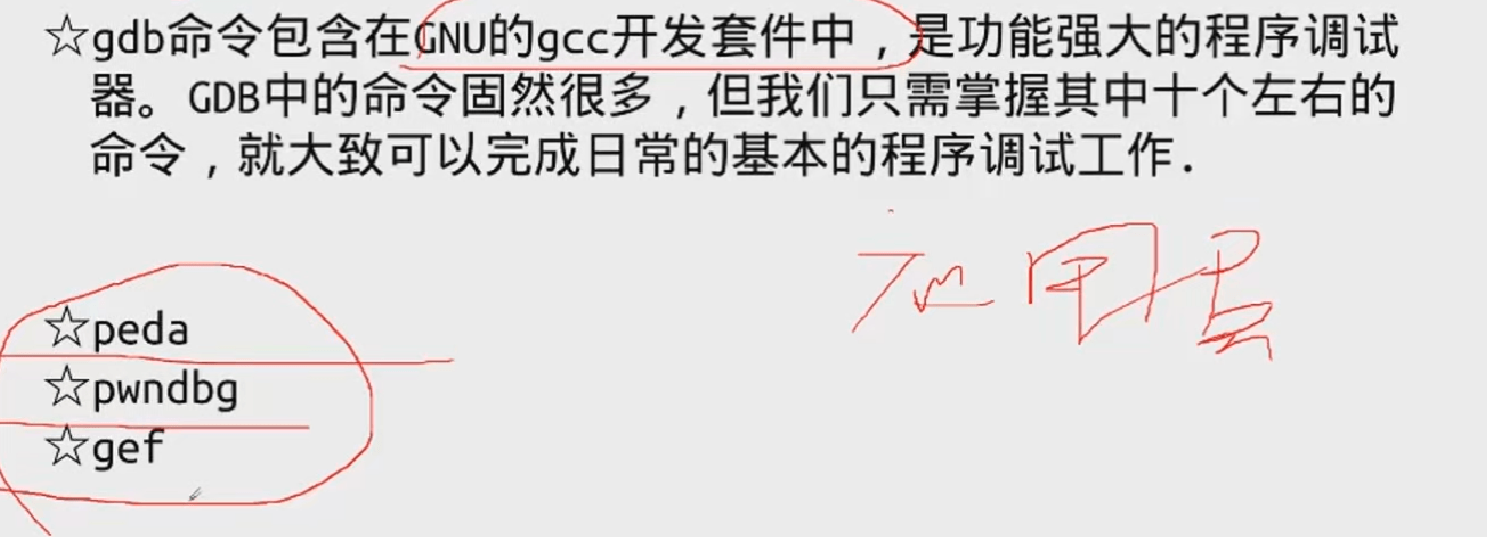 ☆gdb命令包含在GNU的gcc开发套件中，是功能强大的程序调试
器。GDB中的命令固然很多，但我们只需掌握其中十个左右的
命令，就大致可以完成日常的基本的程序调试工作.
☆peda
☆pwndbg
☆gef